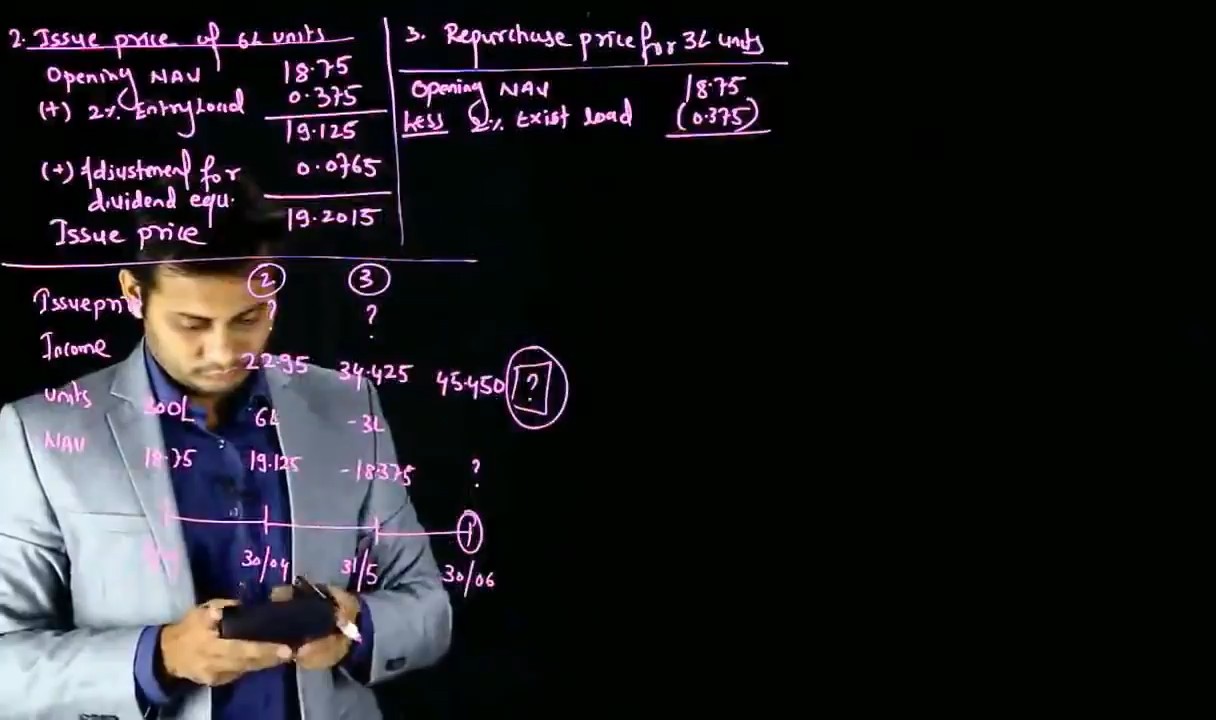 2. Issue price of 6L units
Opening NAV 18.75
(+) 2% Entry Load 0.375
19.125
(+) Adjustment for 0.0765
dividend equ.
Issue price 19.2015
3. Repurchase price for 3L units
Opening NAV 18.75
Less 2% Exist load (0.375)
2 3
Issue pri ? ?
Income 22.95 34.425 45.450 ?
units 300L 6L -3L
NAV 18.75 19.125 -18.375 ?
30/04 31/5 30/06